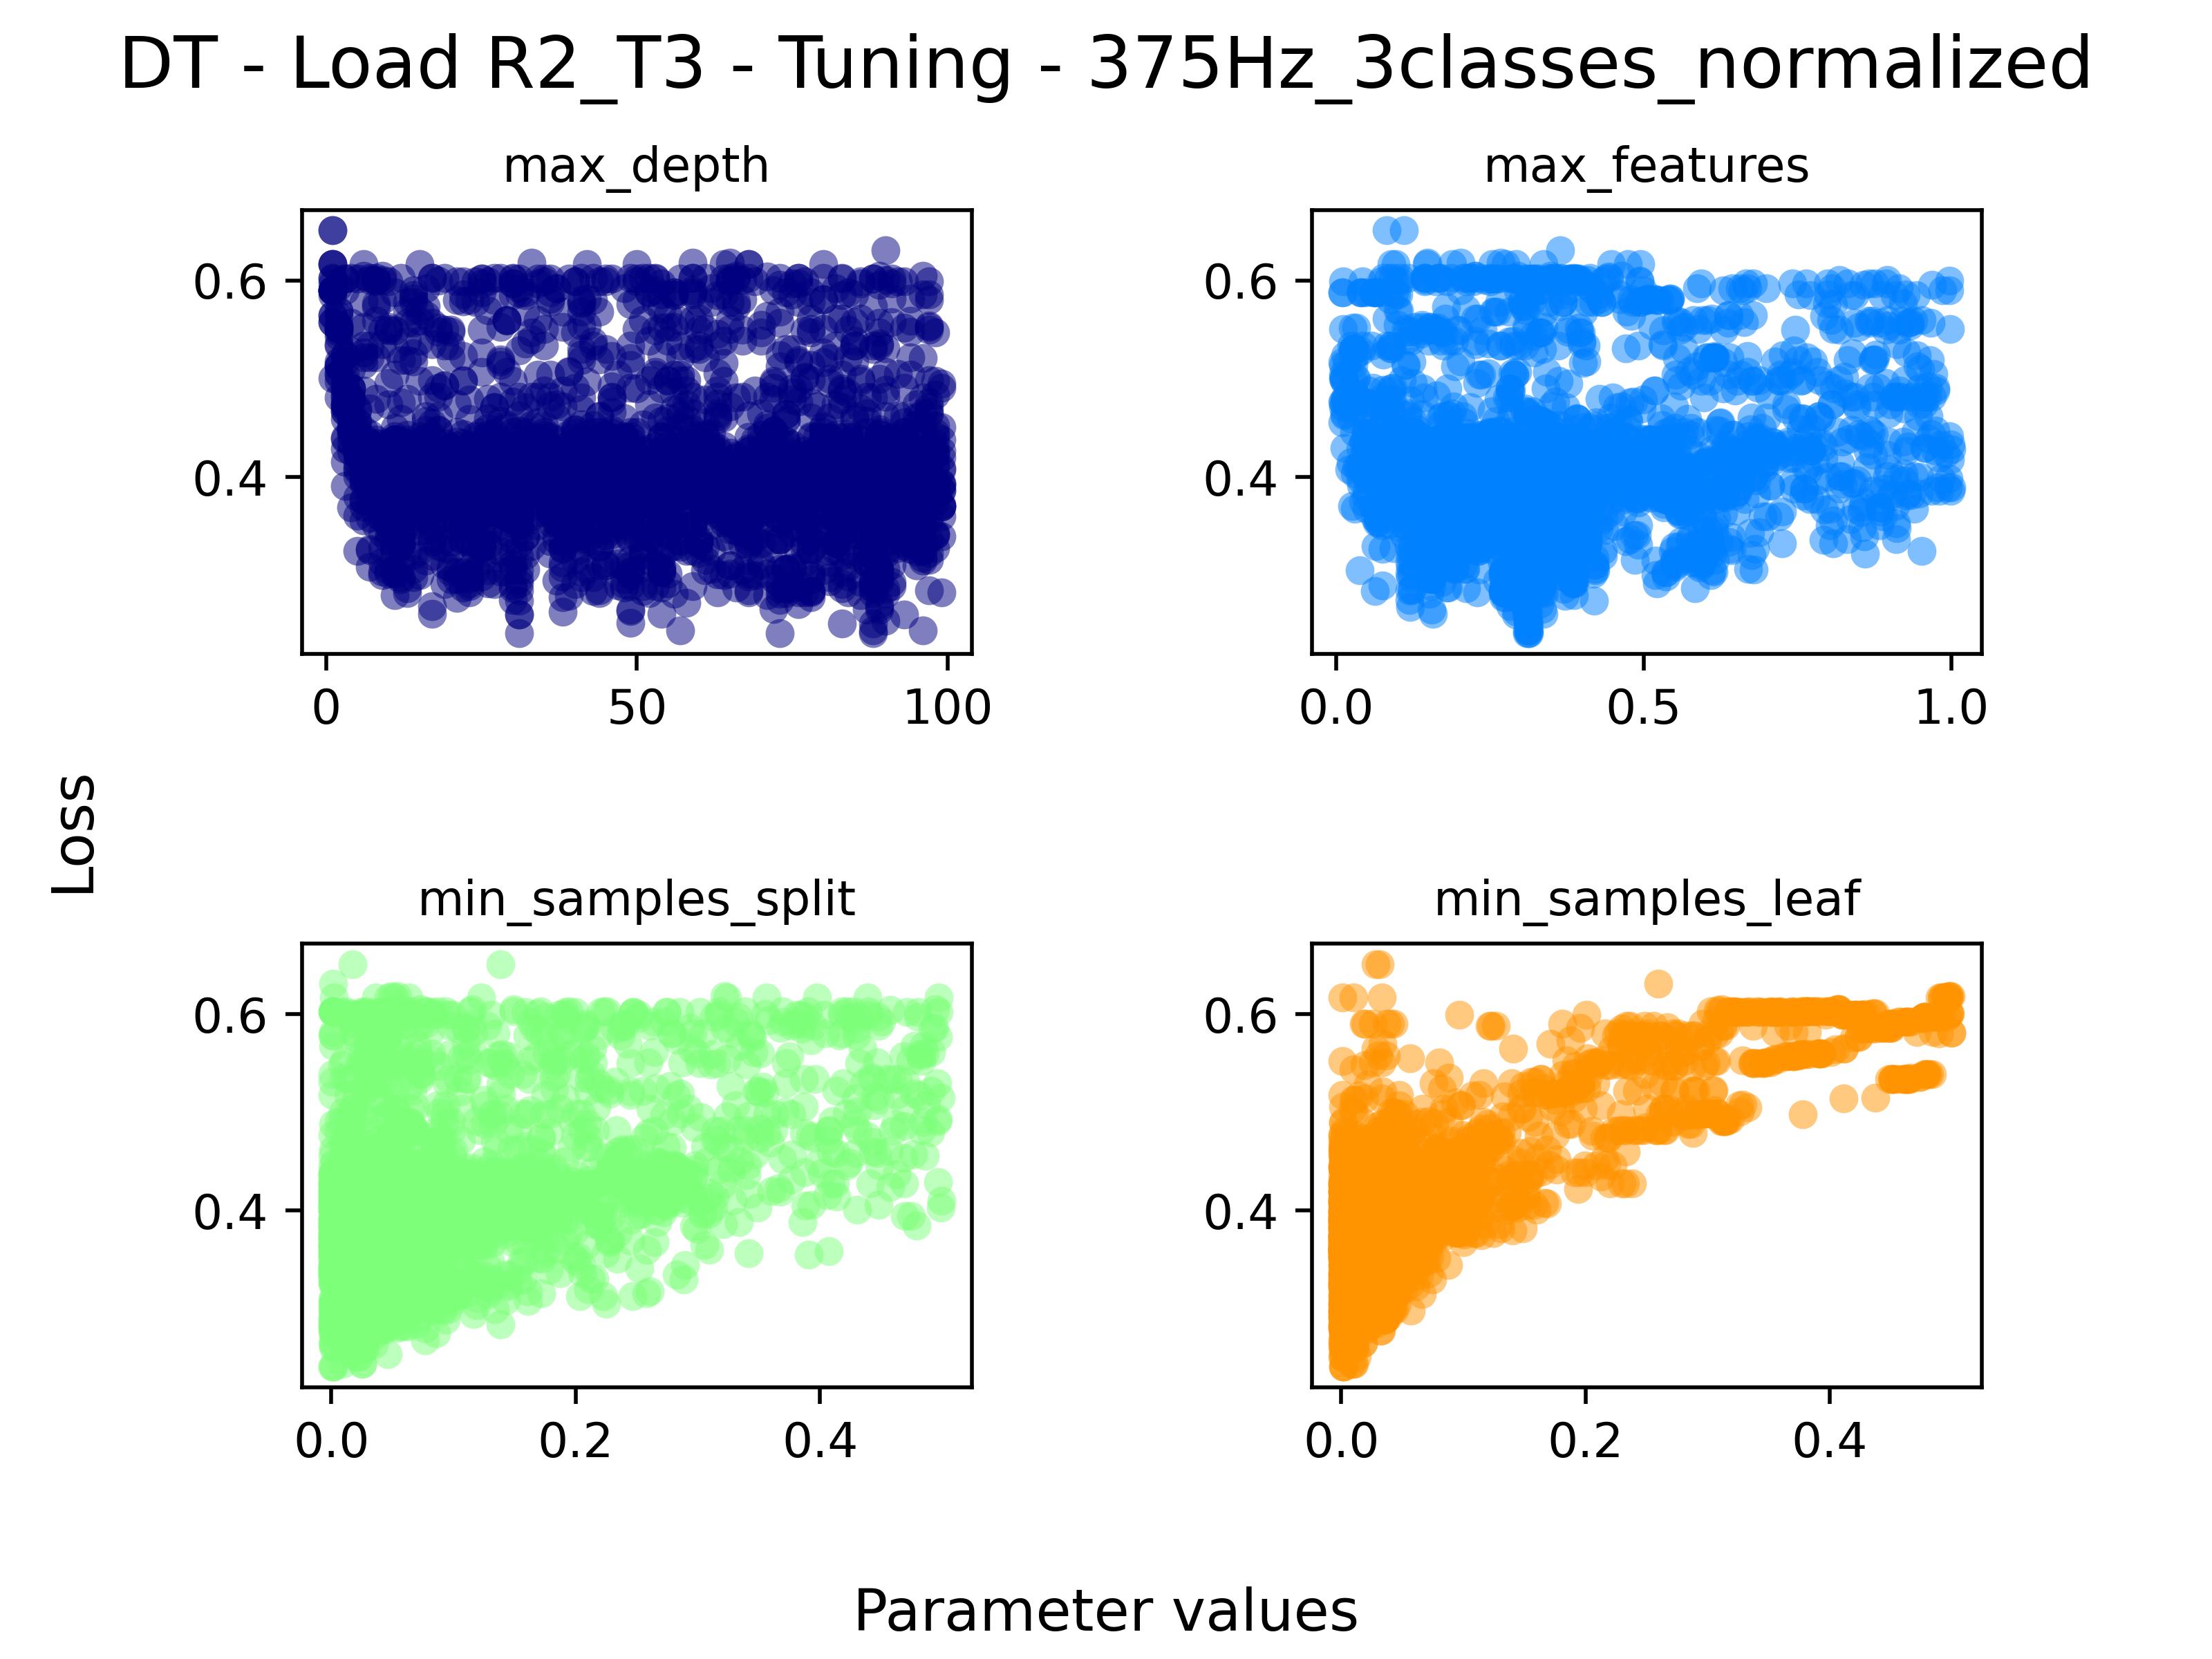 DT - Load R2_T3 - Tuning - 375Hz_3classes_normalized
max_depth
max_features
0.6
0.4
0
50
100
0.6
0.4
0.0
0.5
1.0
Loss
min_samples_split
min_samples_leaf
0.6
0.4
0.0
0.2
0.4
0.6
0.4
0.0
0.2
0.4
Parameter values